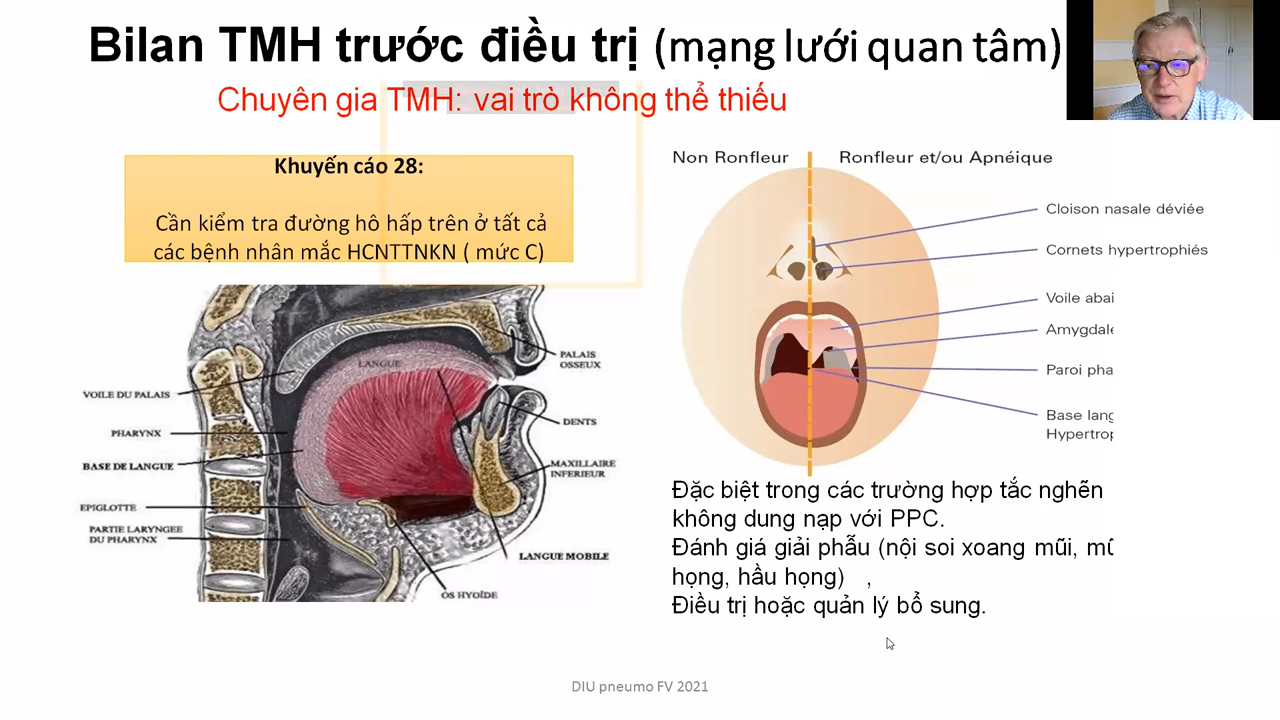 Bilan TMH trước điều trị (mạng lưới quan tâm)
Chuyên gia TMH: vai trò không thể thiếu
Khuyến cáo 28:
Cần kiểm tra đường hô hấp trên ở tất cả
các bệnh nhân mắc HCNTTNKN ( mức C)
LANGUE
PALAIS
OSSEUX
VOILE DU PALAIS
DENTS
PHARYNX
BASE DE LANGUE
MAXILLAIRE
INFERIEUR
EPIGLOTTE
PARTIE LARYNGEE
DU PHARYNX
LANGUE MOBILE
OS HYOÏDE
Non Ronfleur
Ronfleur et/ou Apnéique
Cloison nasale déviée
Cornets hypertrophiés
Voile abai
Amygdale
Paroi pha
Base lang
Hypertrop
Đặc biệt trong các trường hợp tắc nghẽn
không dung nạp với PPC.
Đánh giá giải phẫu (nội soi xoang mũi, mũ
họng, hầu họng) ,
Điều trị hoặc quản lý bổ sung.
DIU pneumo FV 2021